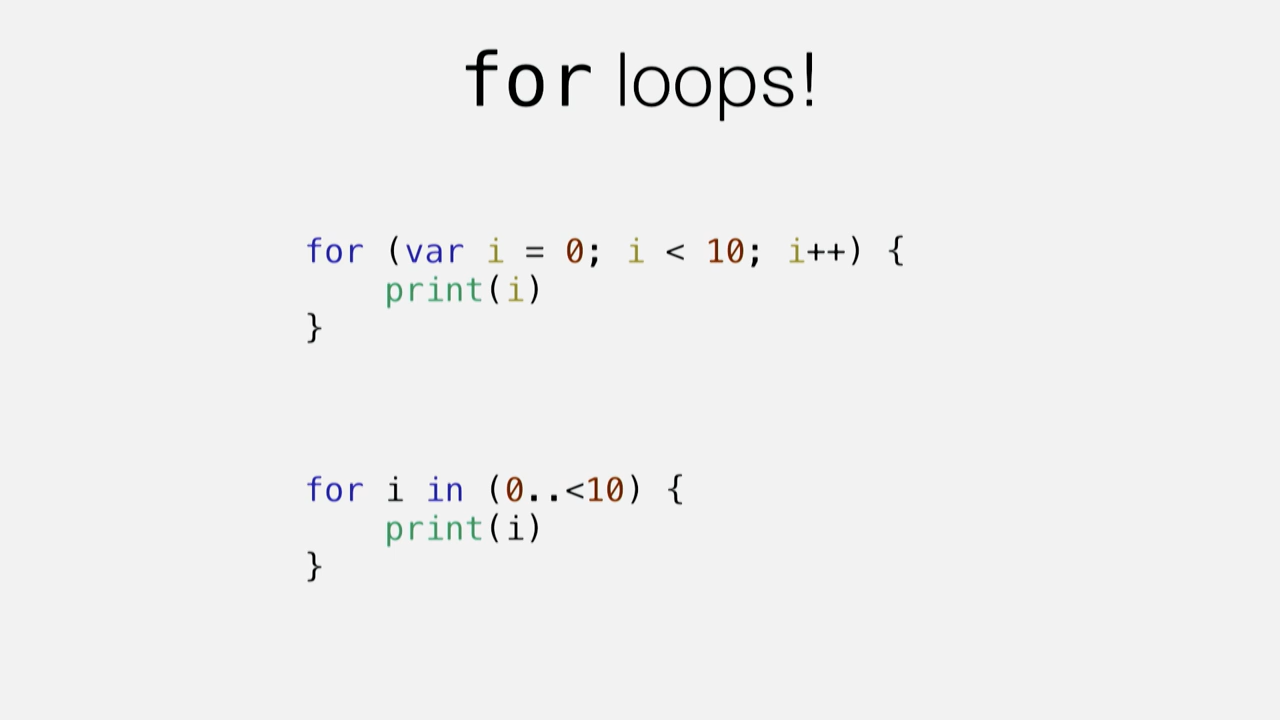 for loops!
for (var i = 0; i < 10; i++) {
    print(i)
}
for i in (0..<10) {
    print(i)
}